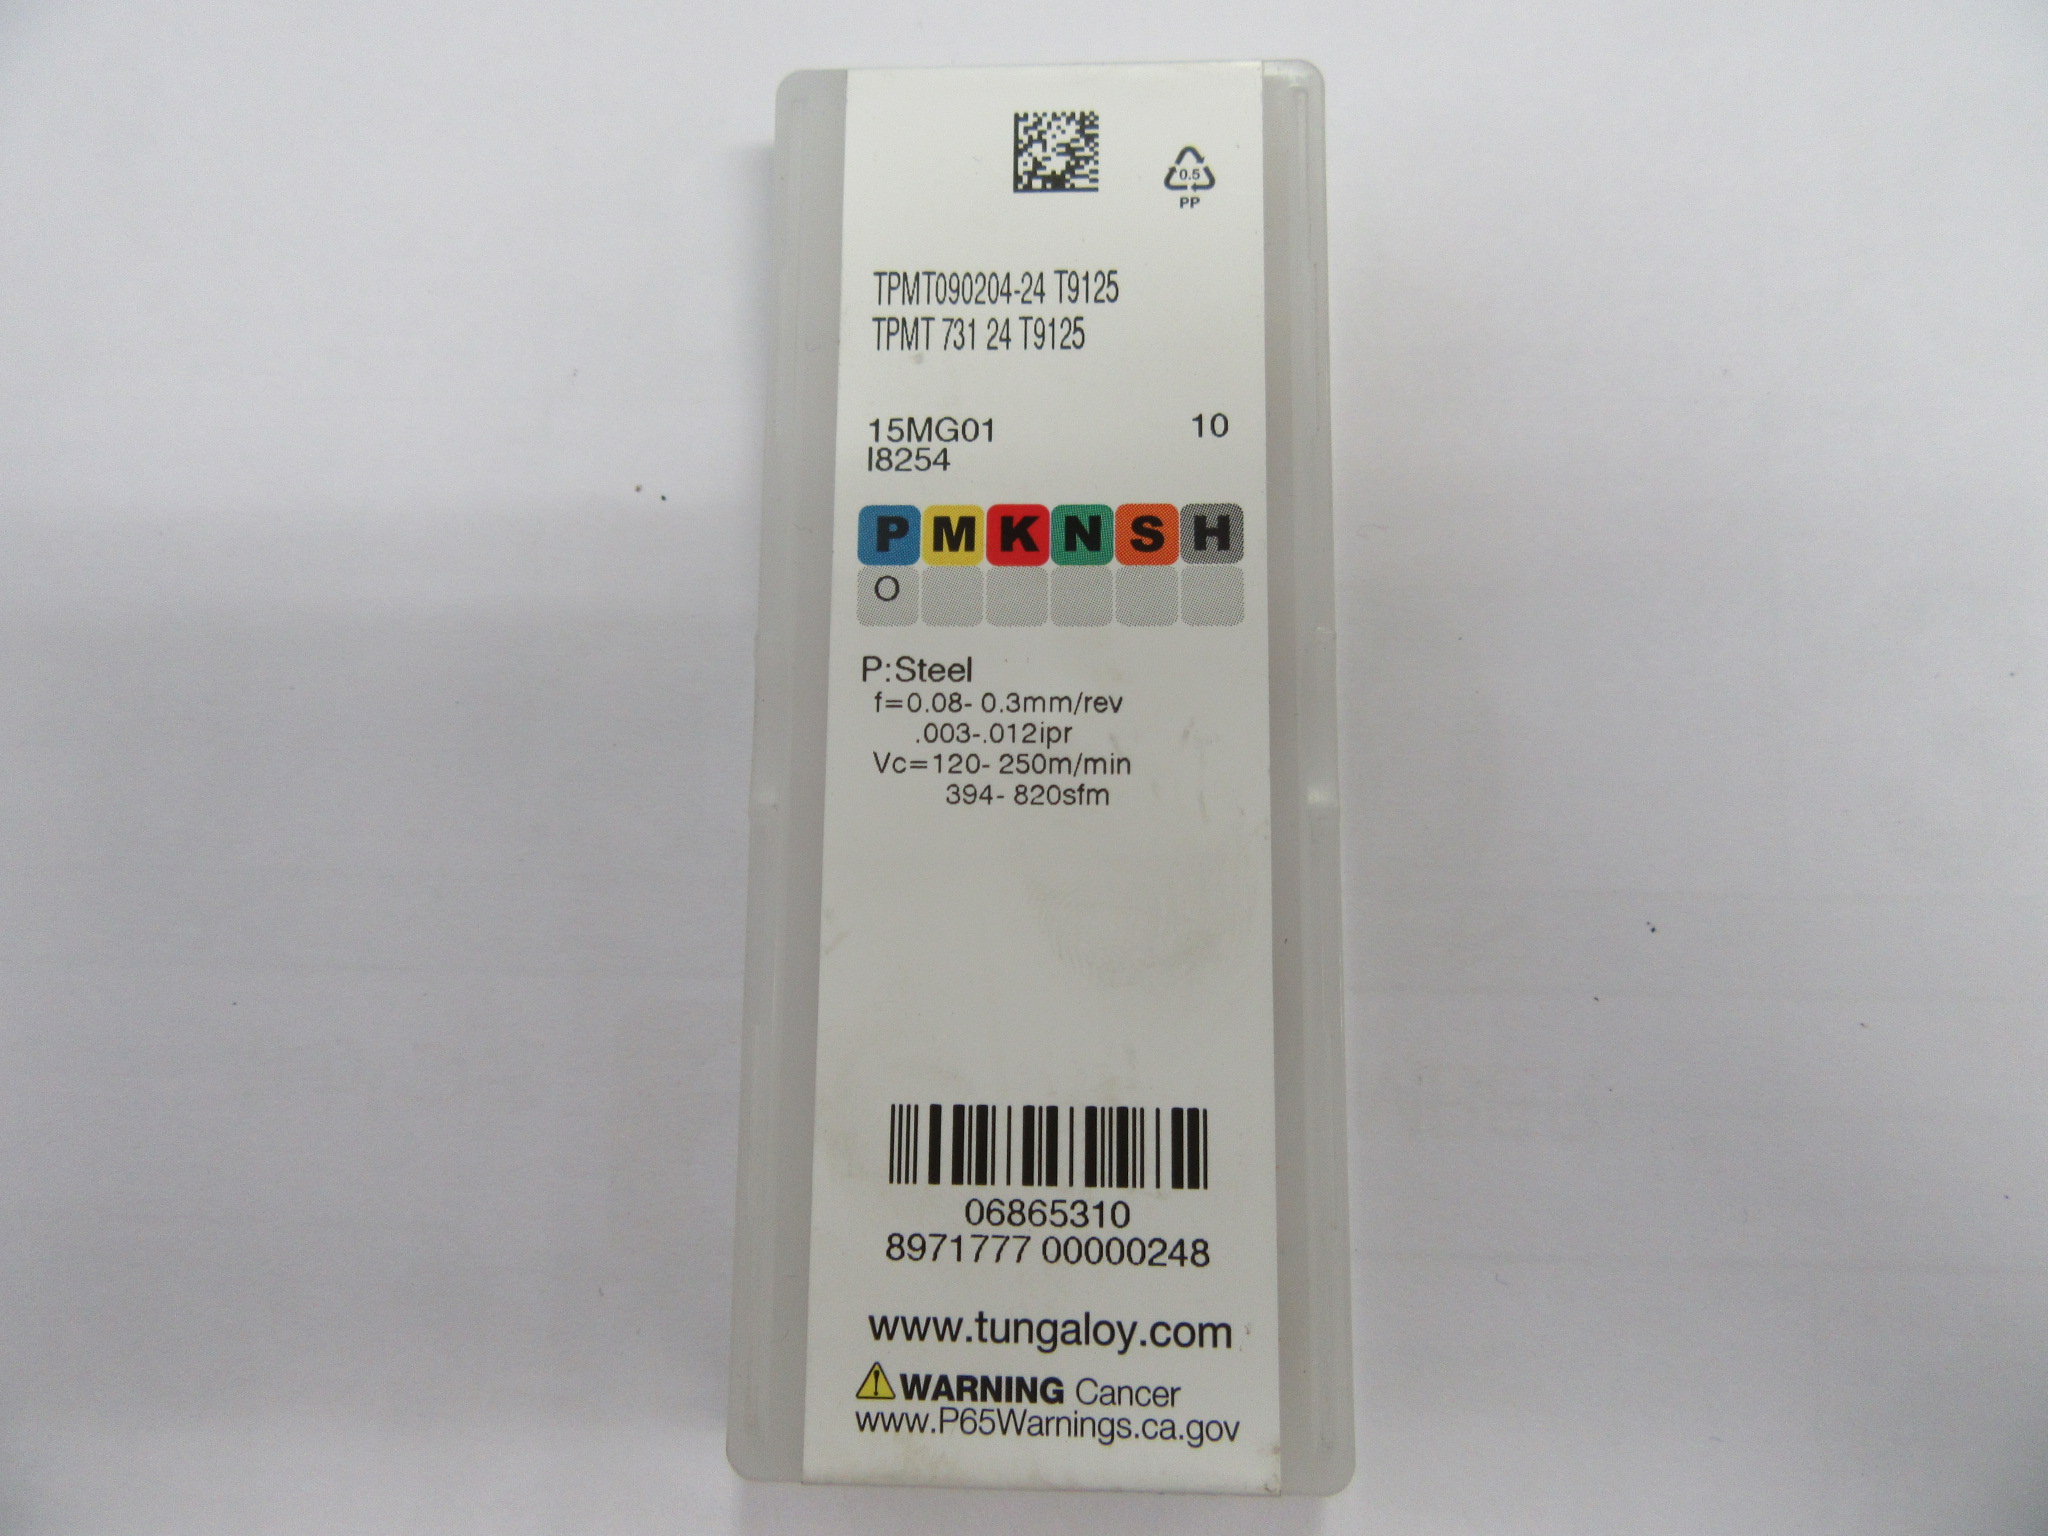 0.5
PP
TPMT090204-24 T9125
TPMT 731 24 T9125
15MG01 10
I8254
P M K N S H
O
P:Steel
f=0.08- 0.3mm/rev
.003-.012ipr
Vc=120- 250m/min
394- 820sfm
06865310
8971777 00000248
www.tungaloy.com
WARNING Cancer
www.P65Warnings.ca.gov